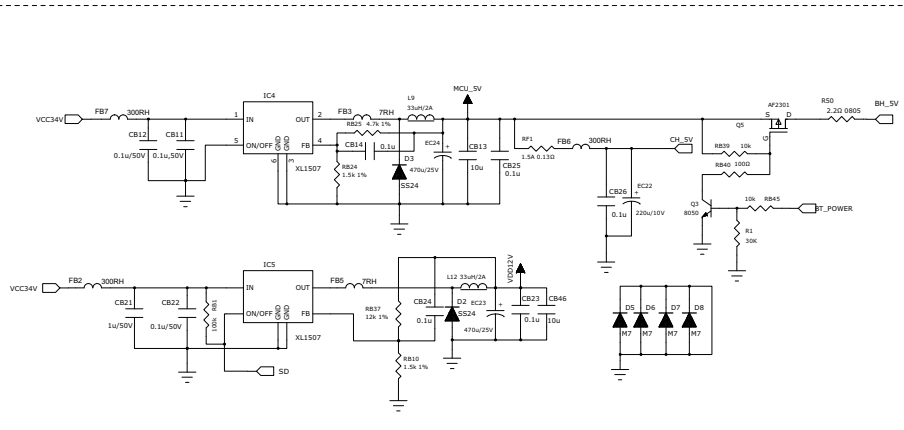 IC4
VCC34V
FB7
300RH
1
IN
OUT
2
FB3
7RH
L9
33uH/2A
MCU_5V
RB25 4.7k 1%
5
ON/OFF
GND
GND
FB
4
6
3
XL1507
CB12
0.1u/50V
CB11
0.1u,50V
CB14
0.1u
RB24
1.5k 1%
D3
SS24
EC24
+
470u/25V
CB13
10u
CB25
0.1u
RF1
1.5A 0.13Ω
FB6
300RH
CH_5V
CB26
0.1u
EC22
+
220u/10V
AF2301
Q5
S
D
G
R50
2.2Ω 0805
BH_5V
RB39
10k
RB40
100Ω
Q3
8050
10k
RB45
BT_POWER
R1
30K
IC5
VCC34V
FB2
300RH
IN
OUT
FB5
7RH
L12 33uH/2A
VDD12V
ON/OFF
GND
GND
FB
XL1507
CB21
1u/50V
CB22
0.1u/50V
RB1
100k
SD
RB37
12k 1%
RB10
1.5k 1%
CB24
0.1u
D2
SS24
EC23
+
470u/25V
CB23
0.1u
CB46
10u
D5
D6
D7
D8
M7
M7
M7
M7